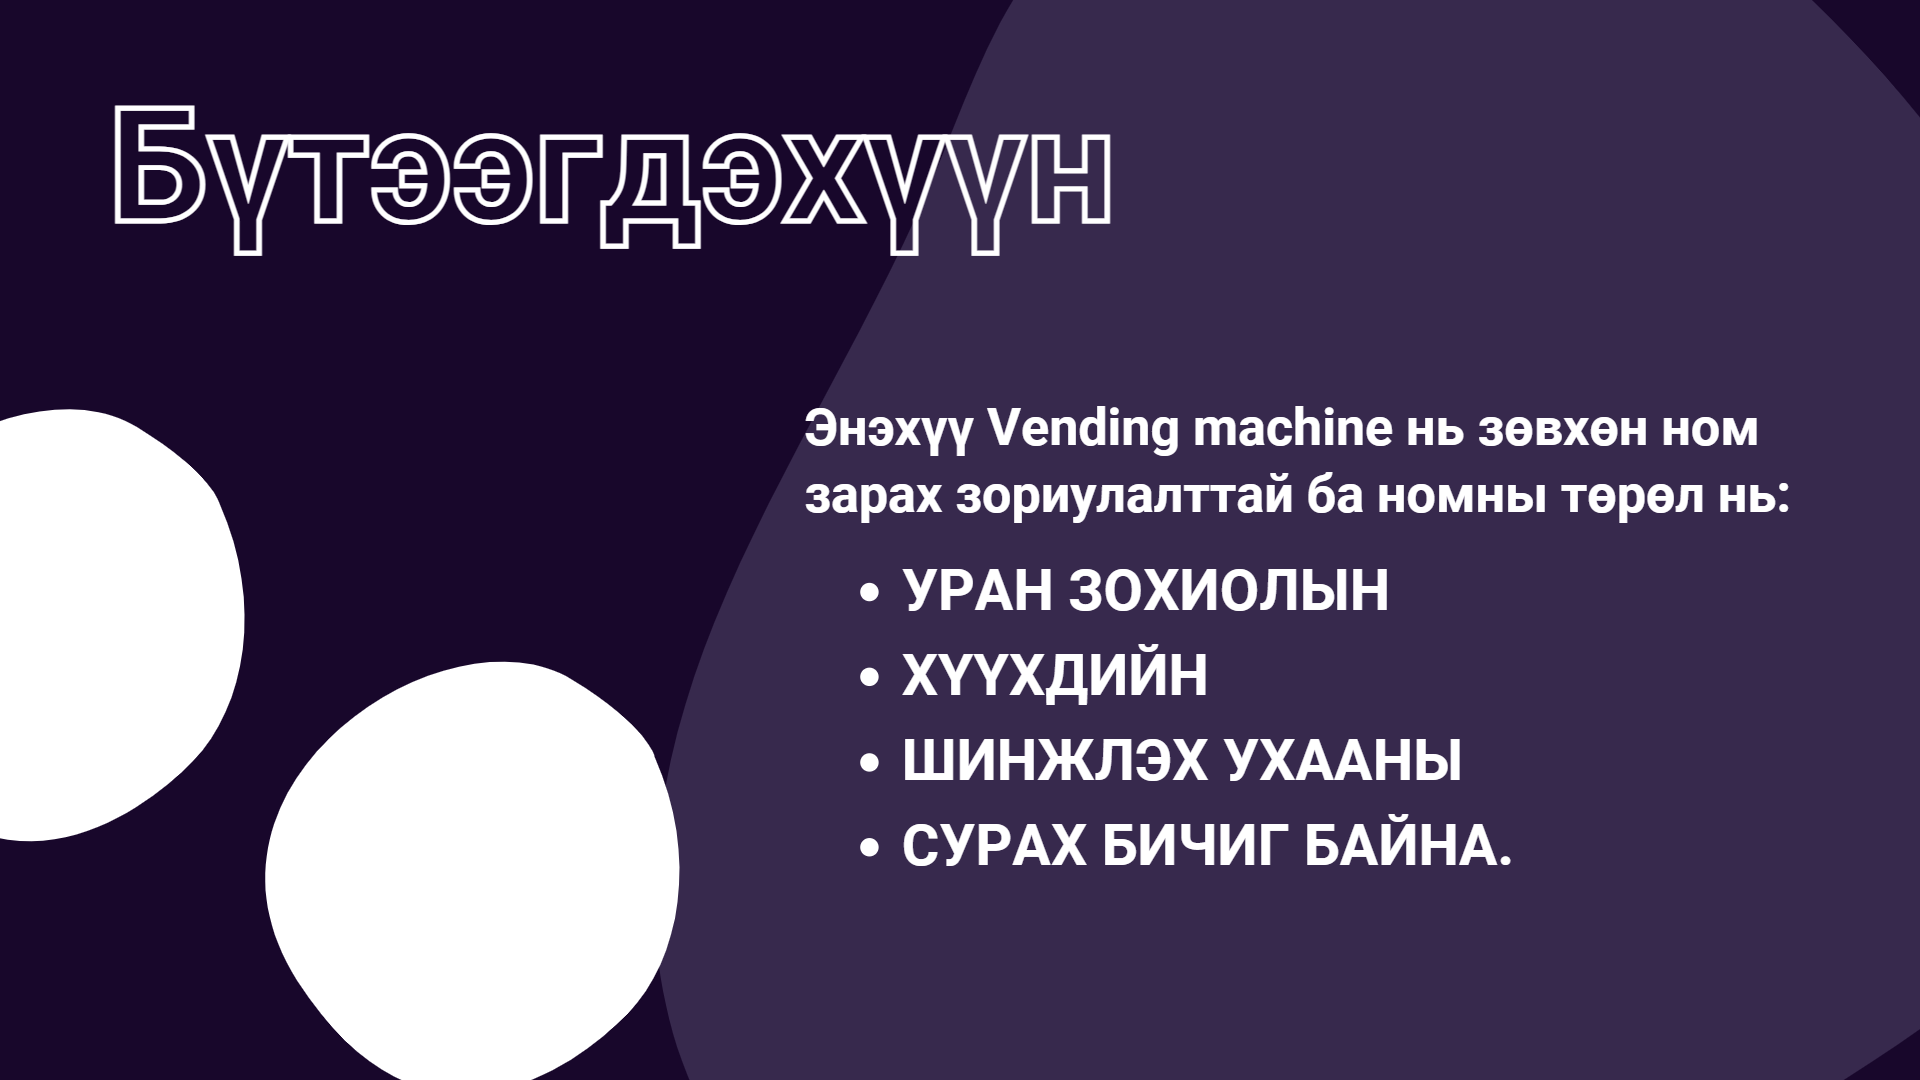 Бүтээгдэхүүн
Энэхүү Vending machine нь зөвхөн ном
зарах зориулалттай ба номны төрөл нь:
• УРАН ЗОХИОЛЫН
• ХҮҮХДИЙН
• ШИНЖЛЭХ УХААНЫ
• СУРАХ БИЧИГ БАЙНА.